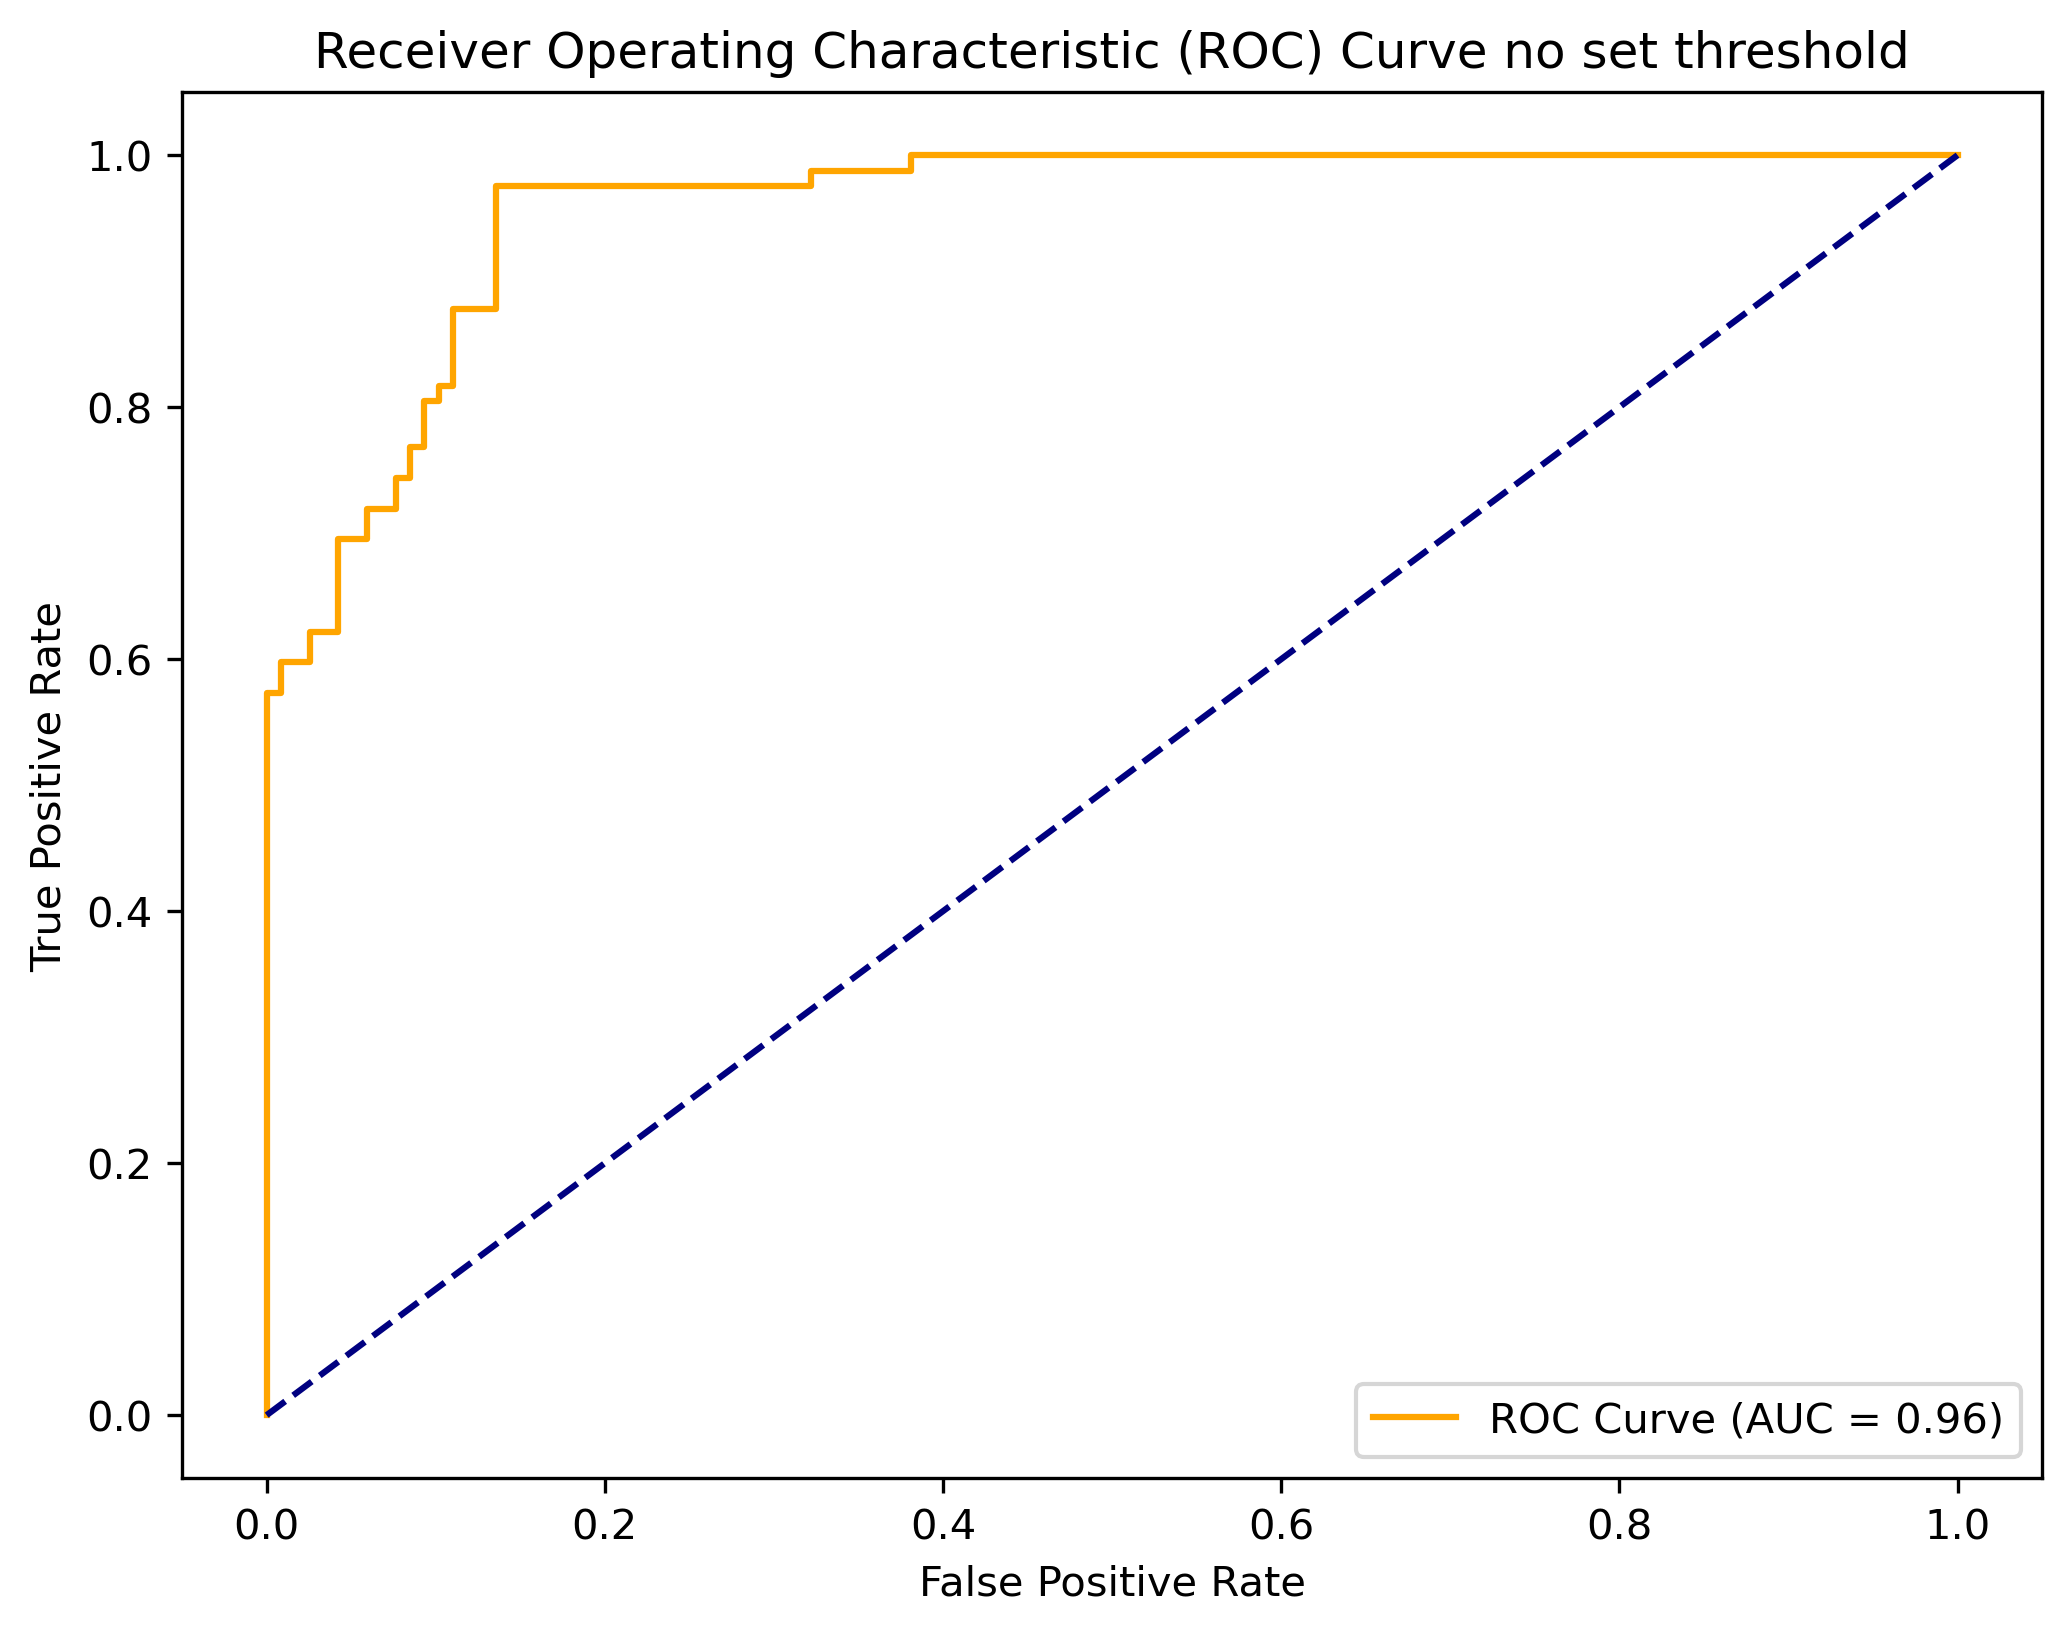 Receiver Operating Characteristic (ROC) Curve no set threshold
1.0
0.8
0.6
0.4
0.2
0.0
True Positive Rate
ROC Curve (AUC = 0.96)
0.0 0.2 0.4 0.6 0.8 1.0
False Positive Rate